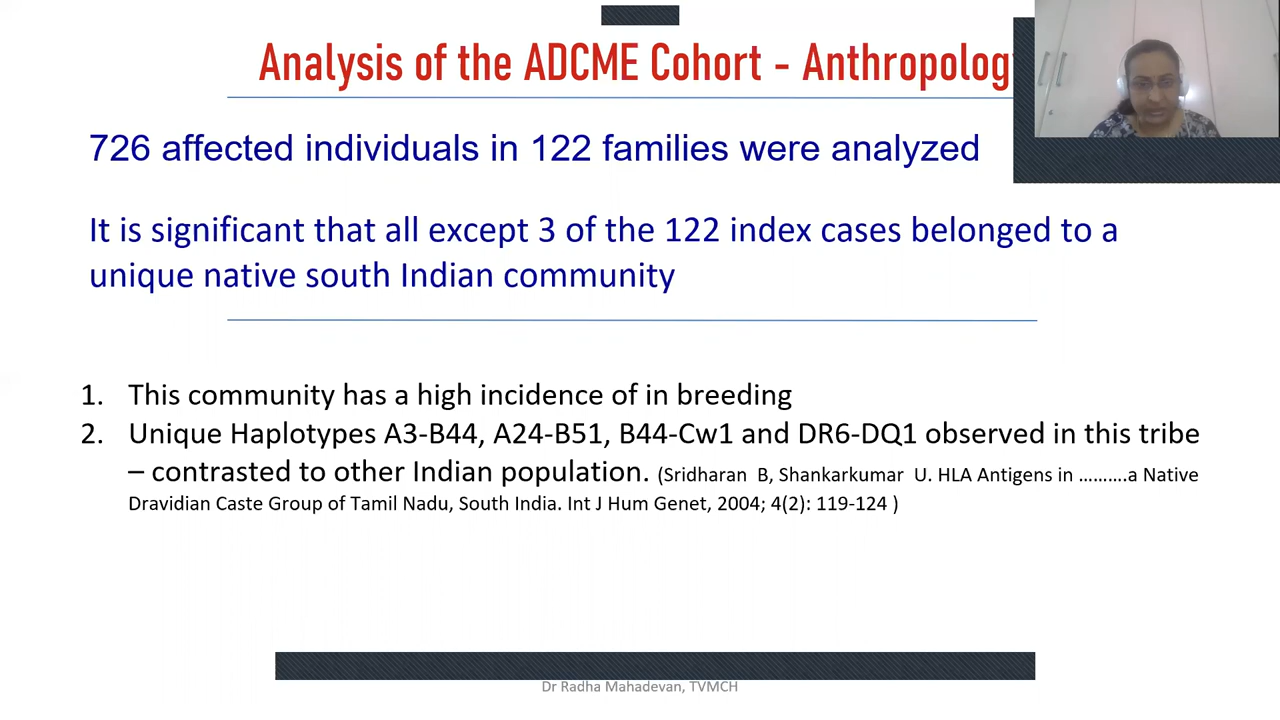 Analysis of the ADCME Cohort - Anthropology
726 affected individuals in 122 families were analyzed
It is significant that all except 3 of the 122 index cases belonged to a
unique native south Indian community
1. This community has a high incidence of in breeding
2. Unique Haplotypes A3-B44, A24-B51, B44-Cw1 and DR6-DQ1 observed in this tribe
– contrasted to other Indian population. (Sridharan B, Shankarkumar U. HLA Antigens in ……….a Native
Dravidian Caste Group of Tamil Nadu, South India. Int J Hum Genet, 2004; 4(2): 119-124 )
Dr Radha Mahadevan, TVMCH